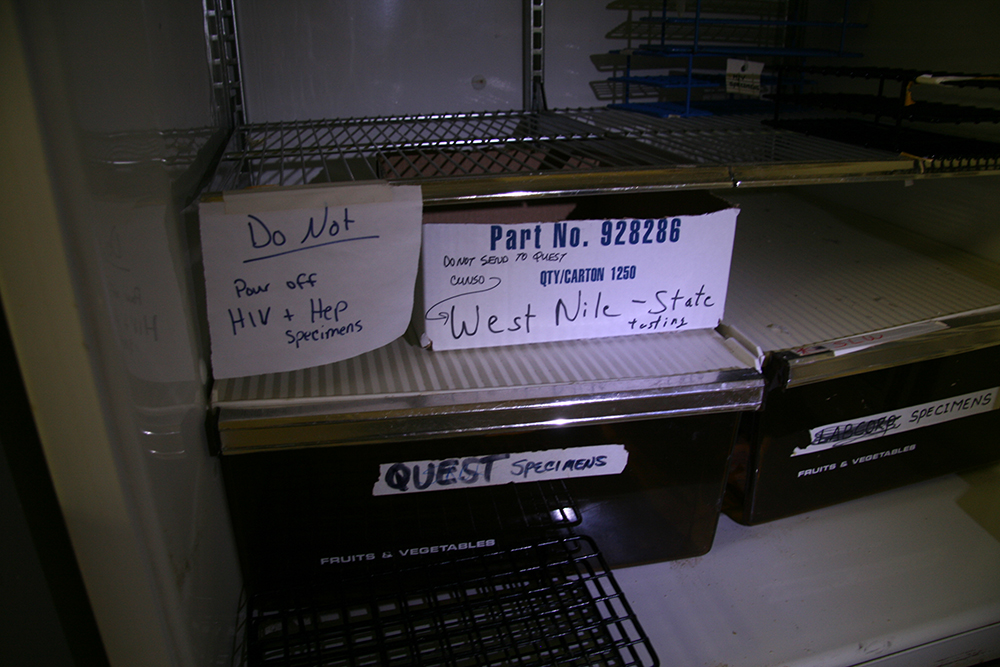 Do Not
Pour off
HIV + Hep
specimens
Part No. 928286
DO NOT SEND TO QUEST
QTY/CARTON 1250
West Nile - State
testing
QUEST SPECIMENS
FRUITS & VEGETABLES
LABCORP SPECIMENS
FRUITS & VEGETABLES